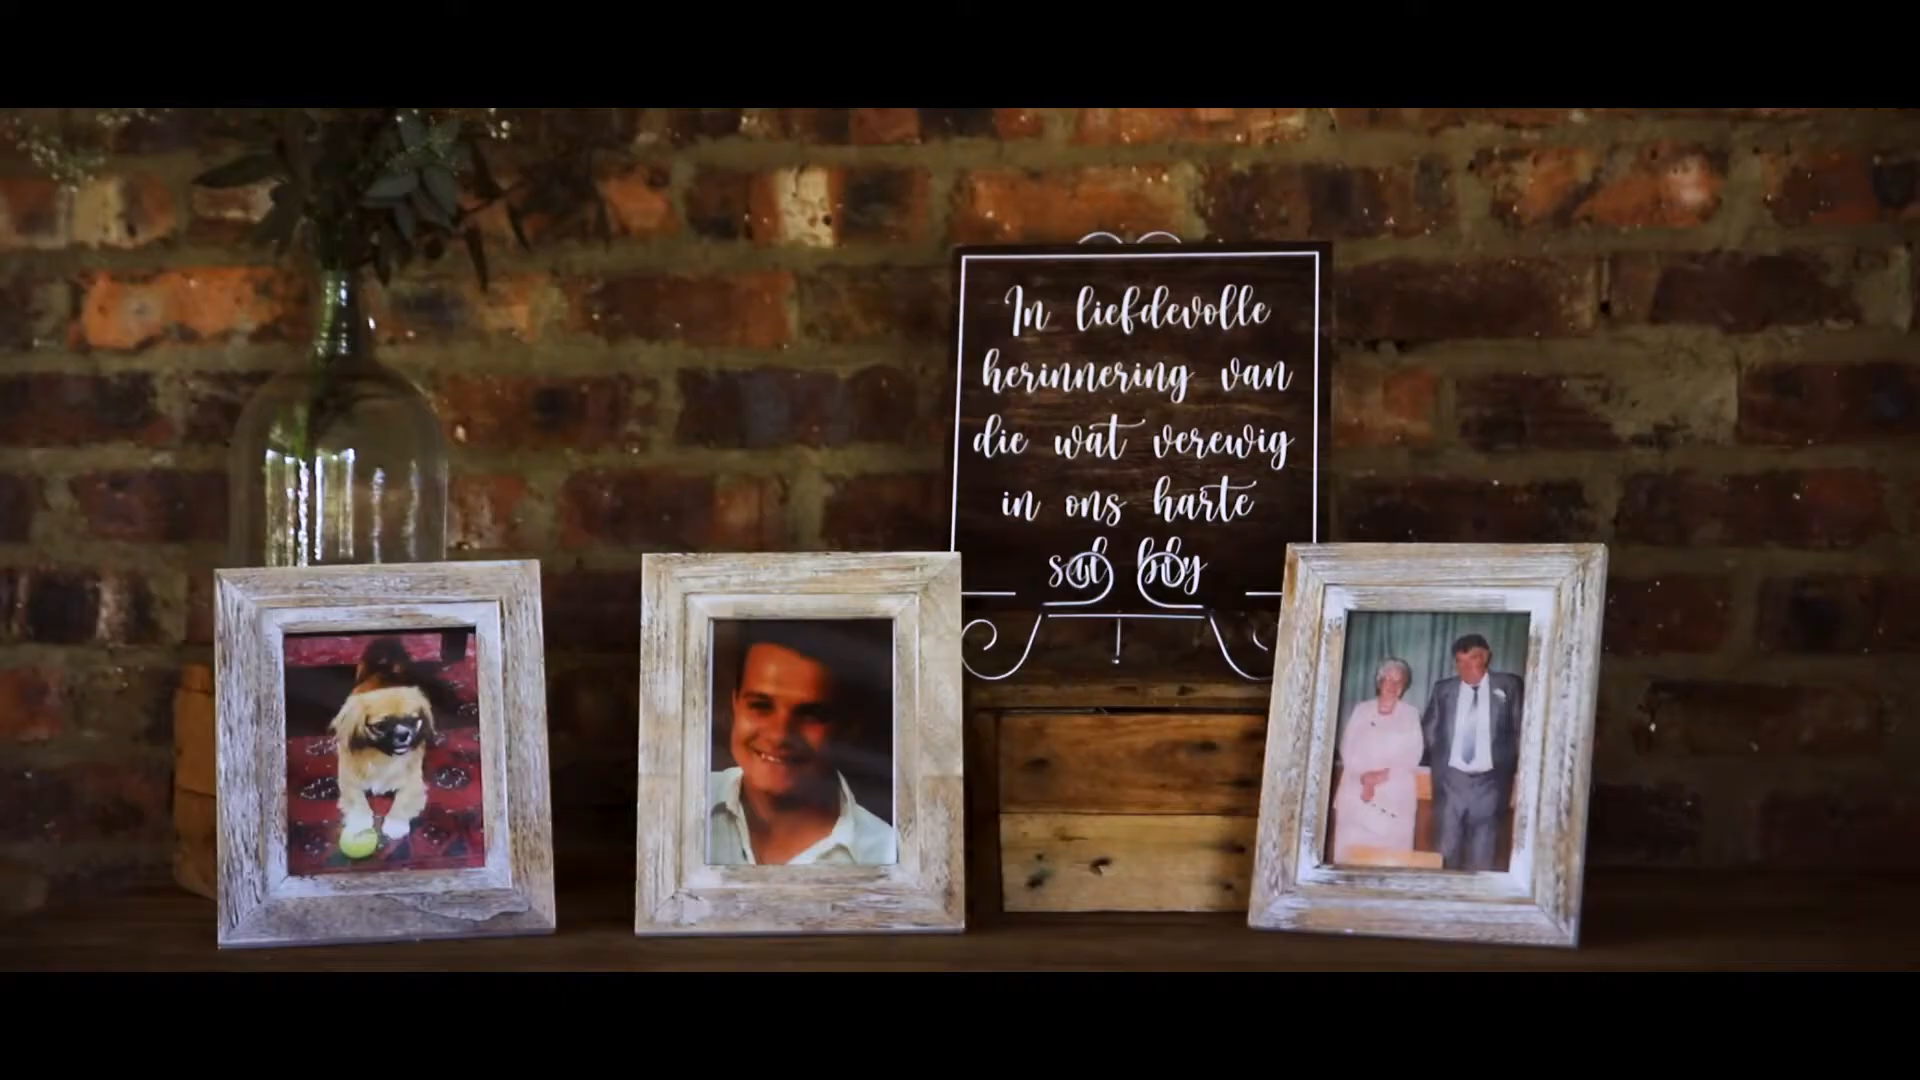 In liefdevolle
herinnering van
die wat verewig
in ons harte
sal bly